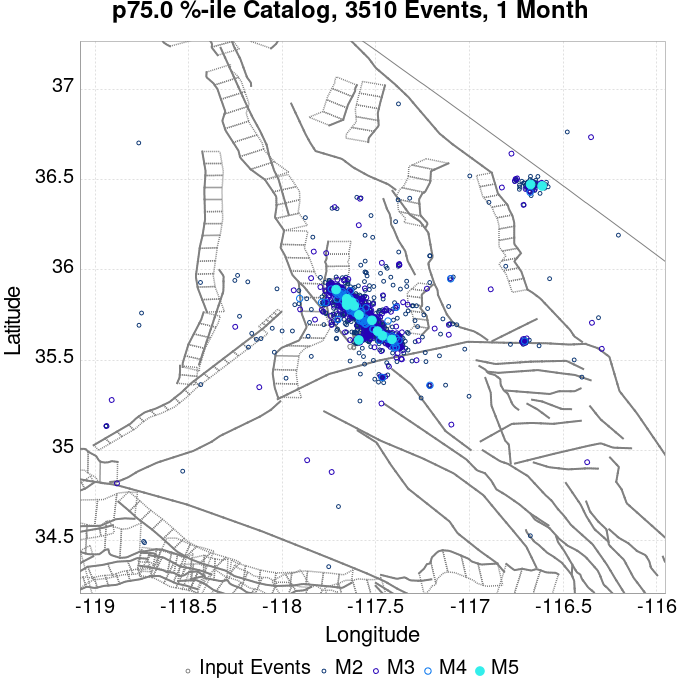 p75.0 %-ile Catalog, 3510 Events, 1 Month
37
36.5
36
35.5
35
34.5
Latitude
-119 -118.5 -118 -117.5 -117 -116.5 -116
Longitude
Input Events M2 M3 M4 M5